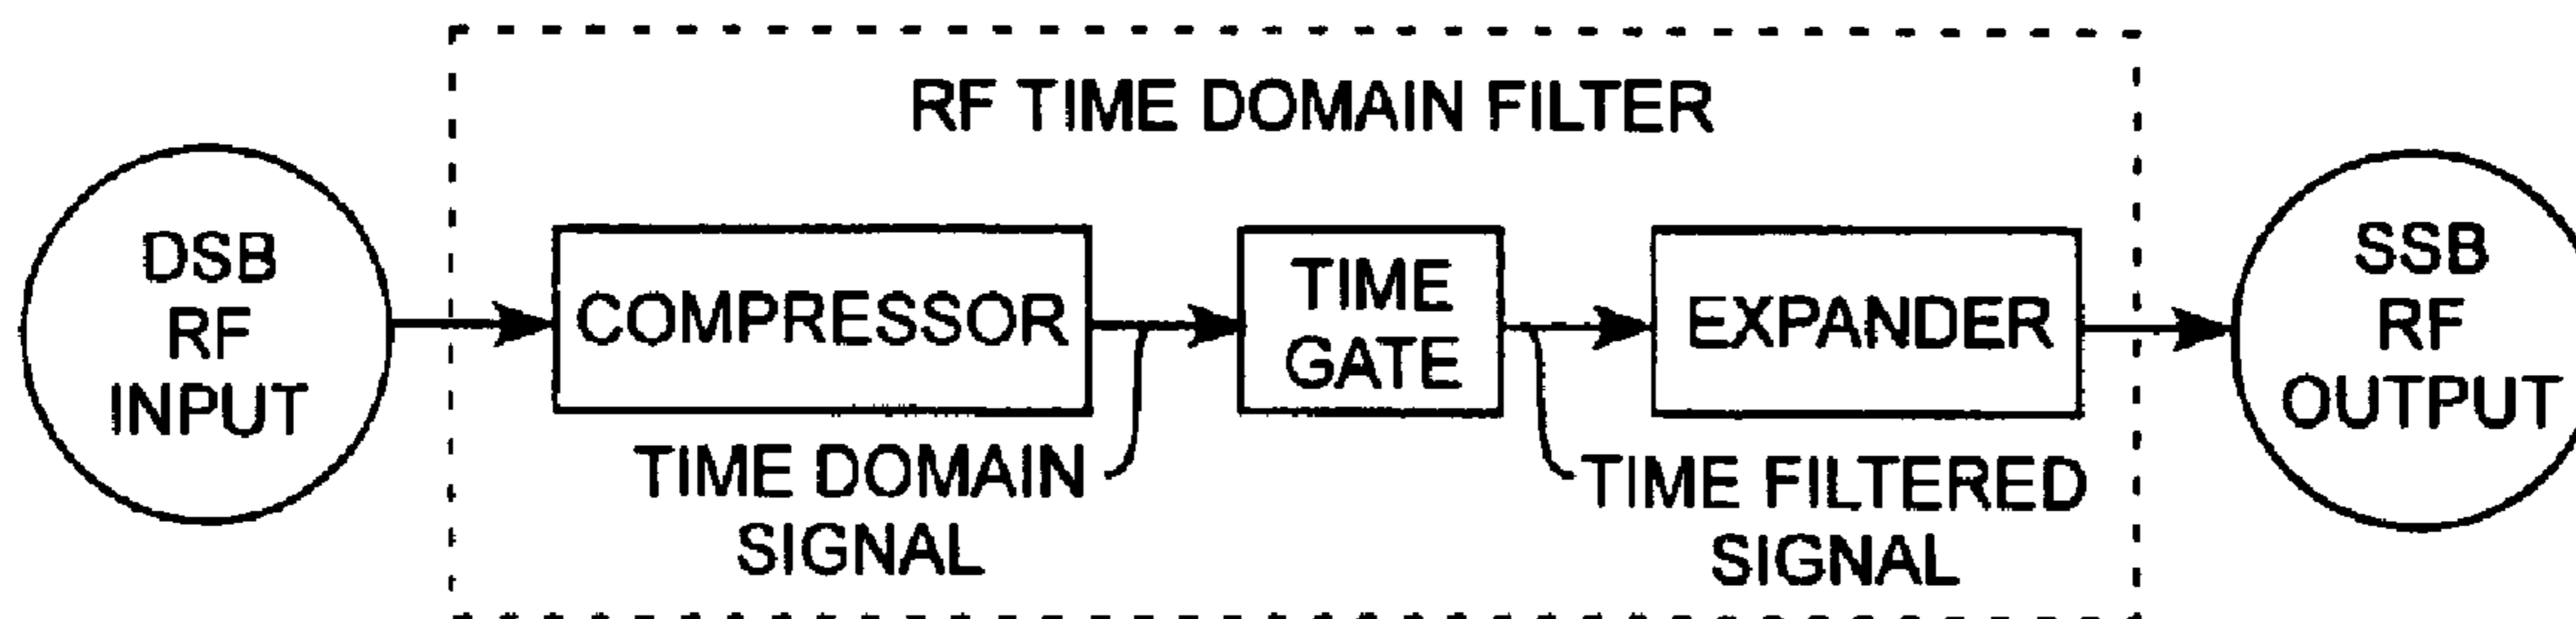 RF TIME DOMAIN FILTER
DSB
RF
INPUT
COMPRESSOR
TIME DOMAIN
SIGNAL
TIME
GATE
TIME FILTERED
SIGNAL
EXPANDER
SSB
RF
OUTPUT